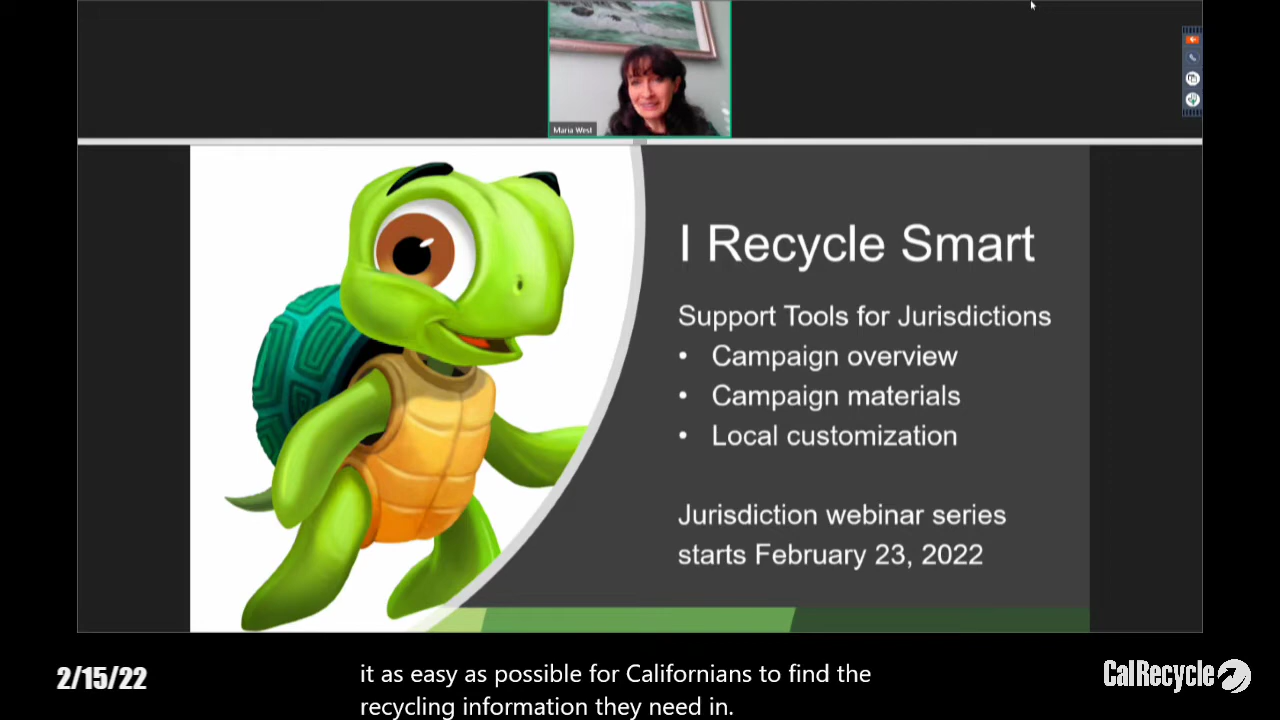 Maria West
I Recycle Smart
Support Tools for Jurisdictions
• Campaign overview
• Campaign materials
• Local customization
Jurisdiction webinar series
starts February 23, 2022
2/15/22
it as easy as possible for Californians to find the
recycling information they need in.
CalRecycle